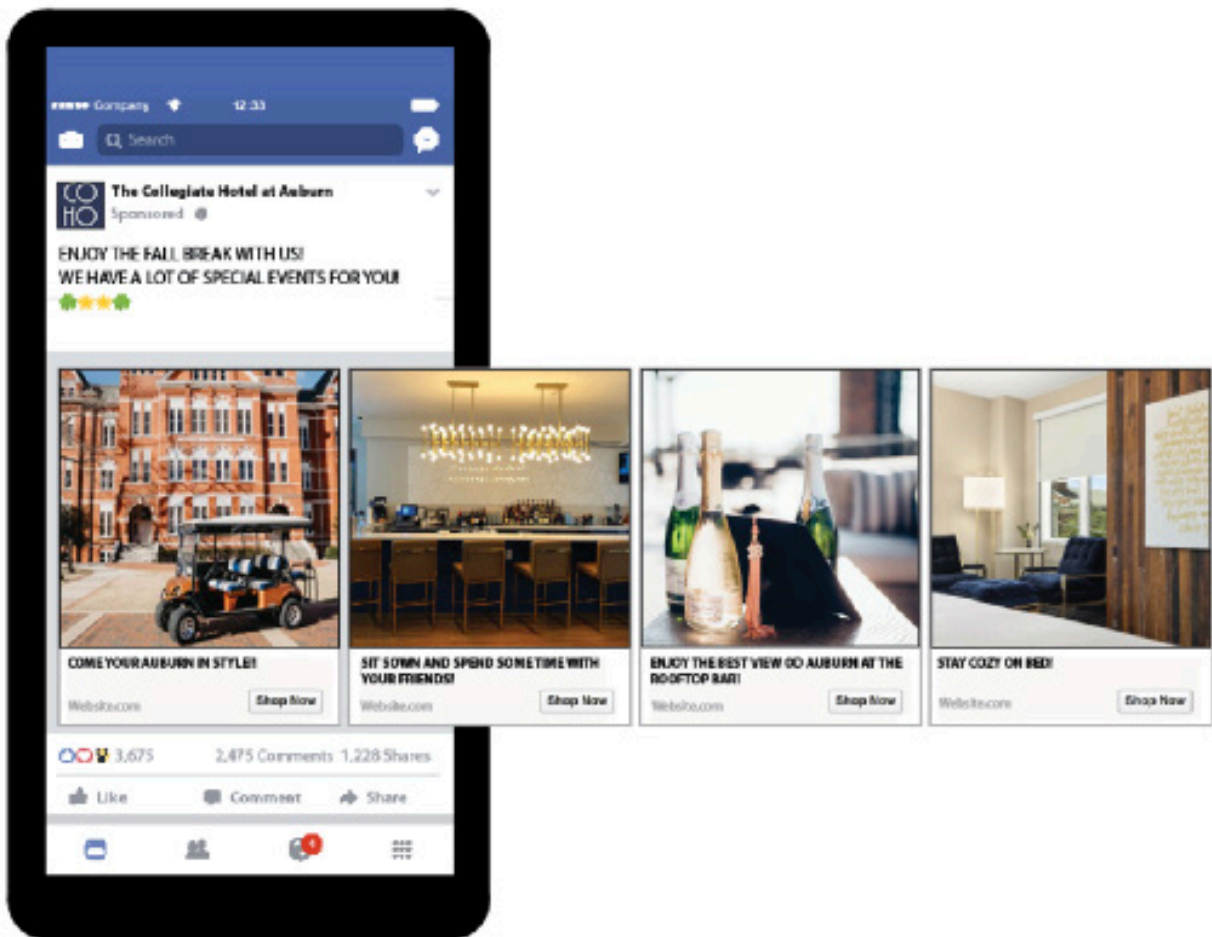 Company 12:33
Search
CO
HO
The Collegiate Hotel at Auburn
Sponsored
ENJOY THE FALL BREAK WITH US!
WE HAVE A LOT OF SPECIAL EVENTS FOR YOU!
COME YOUR AUBURN IN STYLE!!
Website.com
Shop Now
SIT SOWN AND SPEND SOME TIME WITH
YOUR FRIENDS!
Website.com
Shop Now
ENJOY THE BEST VIEW GO AUBURN AT THE
ROOFTOP BAR!
Website.com
Shop Now
STAY COZY ON BED!
Website.com
Shop Now
3,675 2,475 Comments 1,228 Shares
Like Comment Share
4